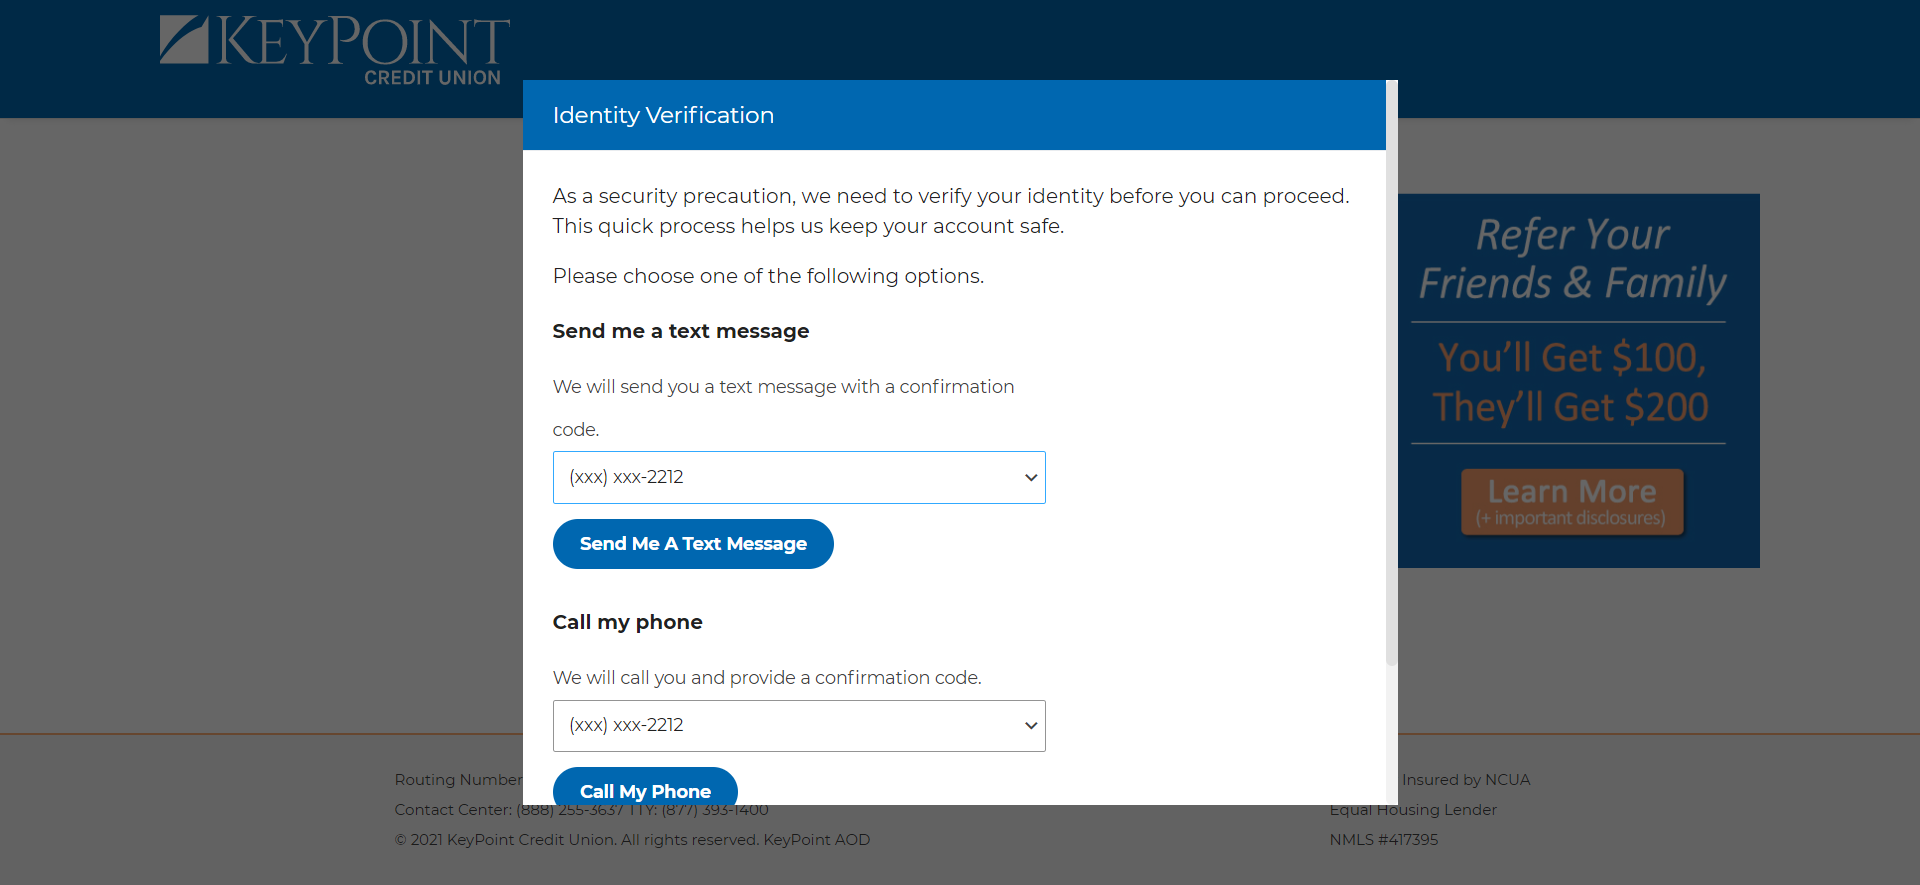 KEYPOINT
CREDIT UNION
Identity Verification
As a security precaution, we need to verify your identity before you can proceed.
This quick process helps us keep your account safe.
Please choose one of the following options.
Send me a text message
We will send you a text message with a confirmation
code.
(xxx) xxx-2212
Send Me A Text Message
Call my phone
We will call you and provide a confirmation code.
(xxx) xxx-2212
Call My Phone
Refer Your
Friends & Family
You'll Get $100,
They'll Get $200
Learn More
(+ important disclosures)
Routing Number
Contact Center: (888) 255-3637 TTY: (877) 393-1400
© 2021 KeyPoint Credit Union. All rights reserved. KeyPoint AOD
Insured by NCUA
Equal Housing Lender
NMLS #417395